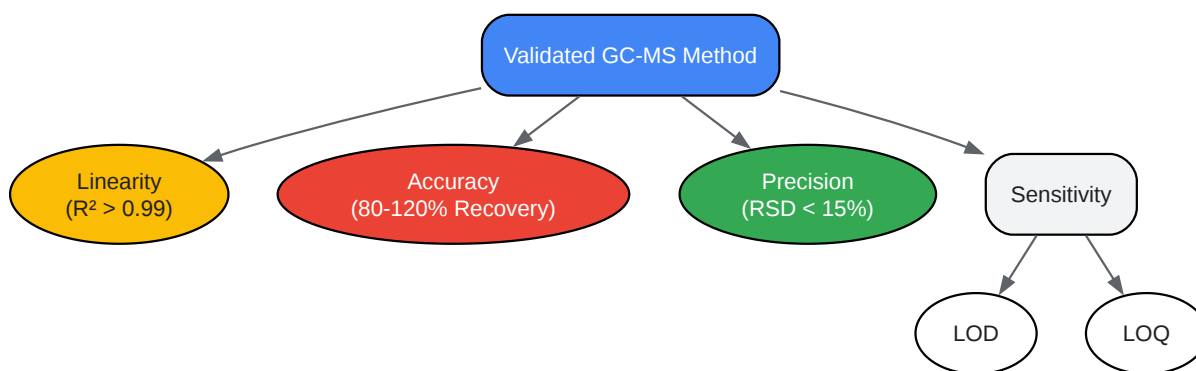 Validated GC-MS Method
Linearity
(R² > 0.99)
Accuracy
(80-120% Recovery)
Precision
(RSD < 15%)
Sensitivity
LOD
LOQ